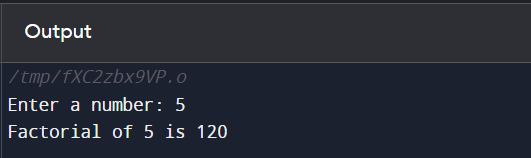 Output
/tmp/fXC2zbx9VP.o
Enter a number: 5
Factorial of 5 is 120